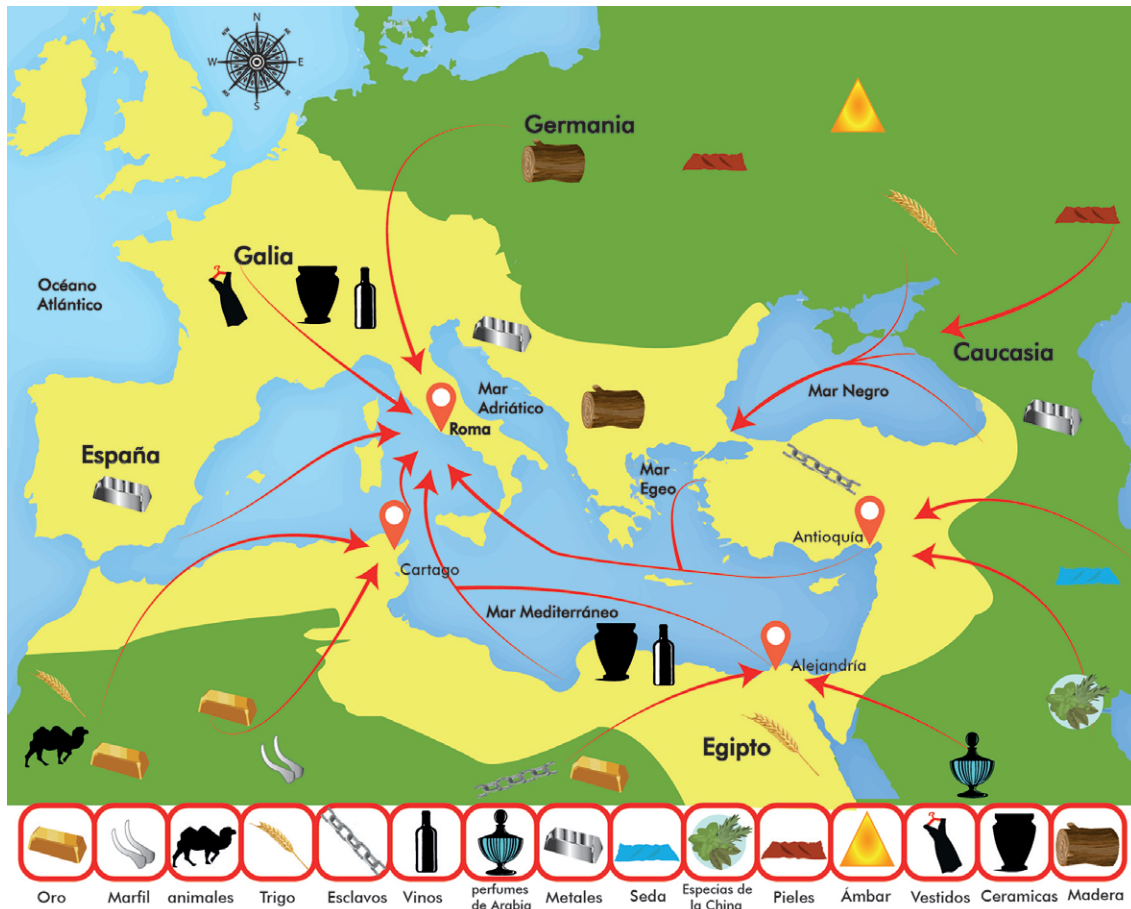 N
W
E
S
Germania
Galia
Océano
Atlántico
Caucasia
Mar
Adriático
Mar Negro
Roma
España
Mar
Egeo
Antioquía
Cartago
Mar Mediterráneo
Alejandría
Egipto
Oro
Marfil
animales
Trigo
Esclavos
Vinos
perfumes
de Arabia
Metales
Seda
Especias de
la China
Pieles
Ámbar
Vestidos
Ceramicas
Madera